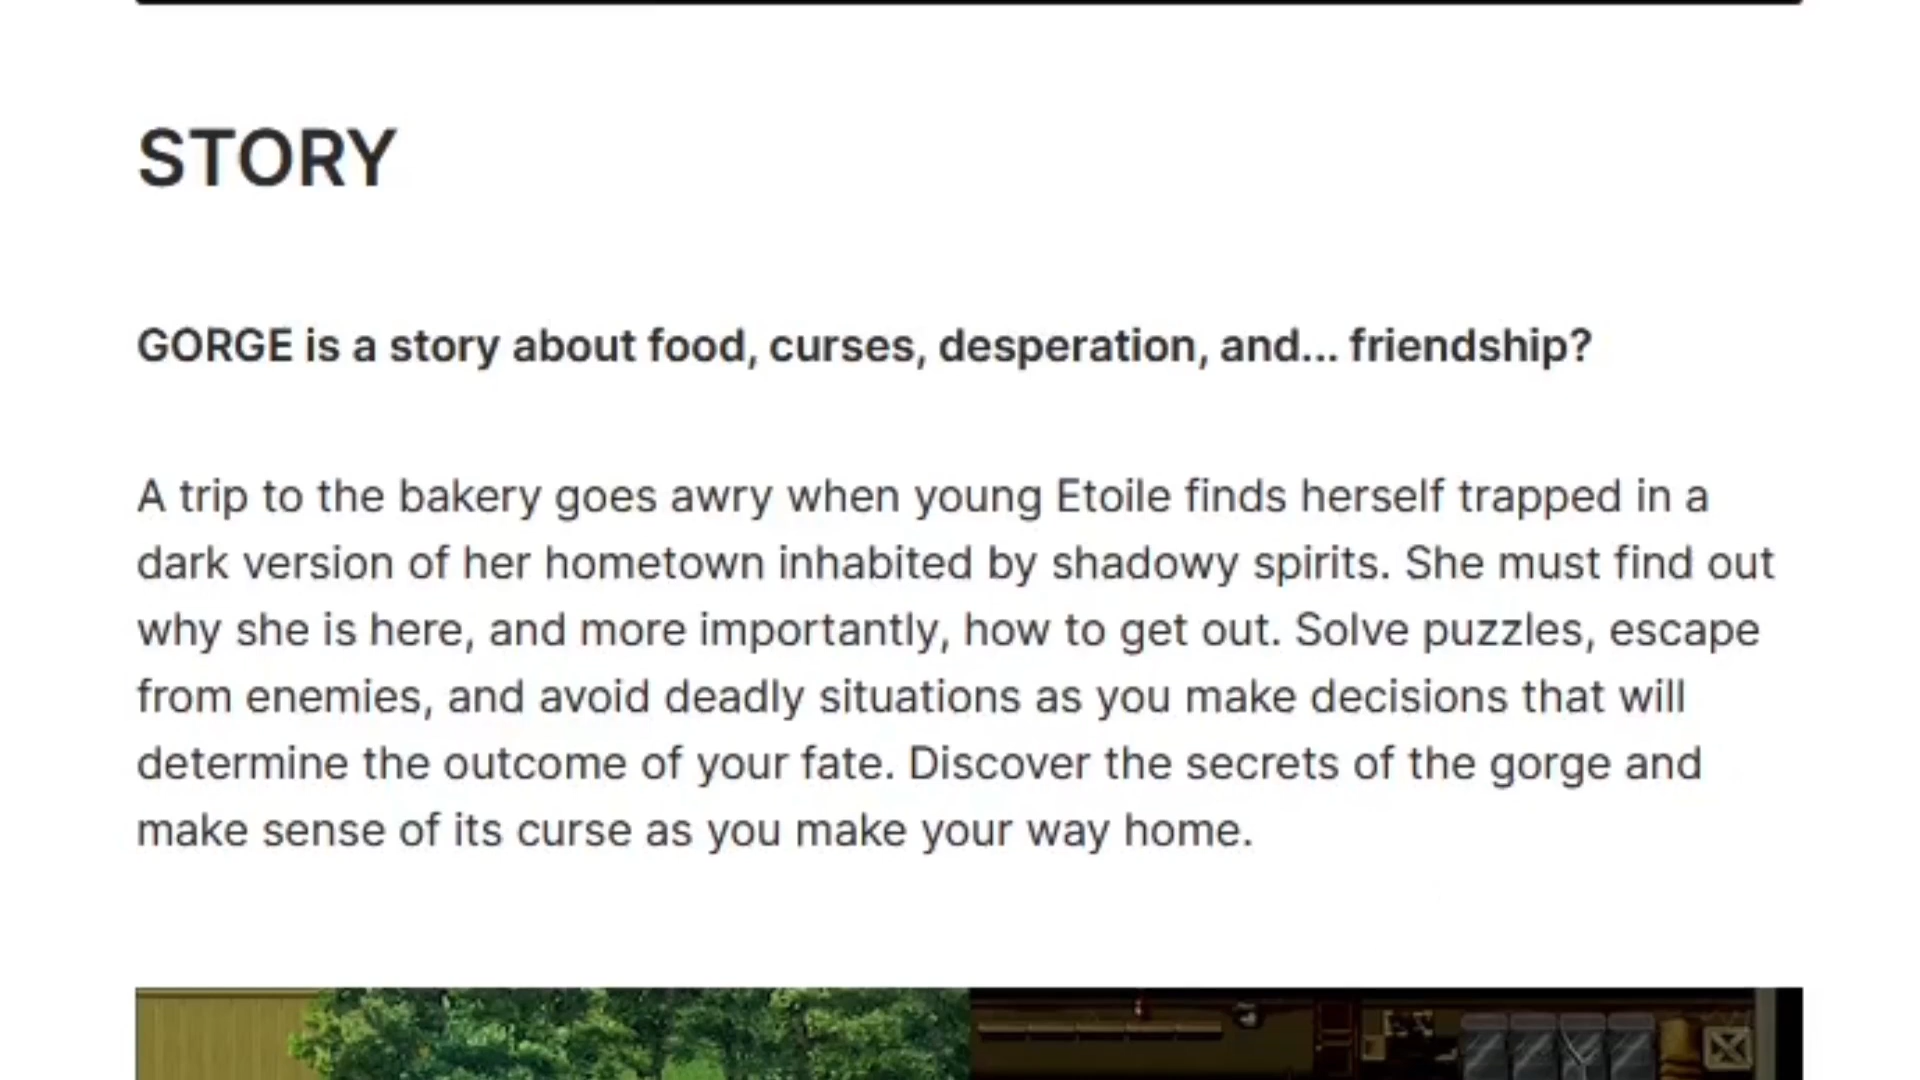 STORY
GORGE is a story about food, curses, desperation, and... friendship?
A trip to the bakery goes awry when young Etoile finds herself trapped in a
dark version of her hometown inhabited by shadowy spirits. She must find out
why she is here, and more importantly, how to get out. Solve puzzles, escape
from enemies, and avoid deadly situations as you make decisions that will
determine the outcome of your fate. Discover the secrets of the gorge and
make sense of its curse as you make your way home.